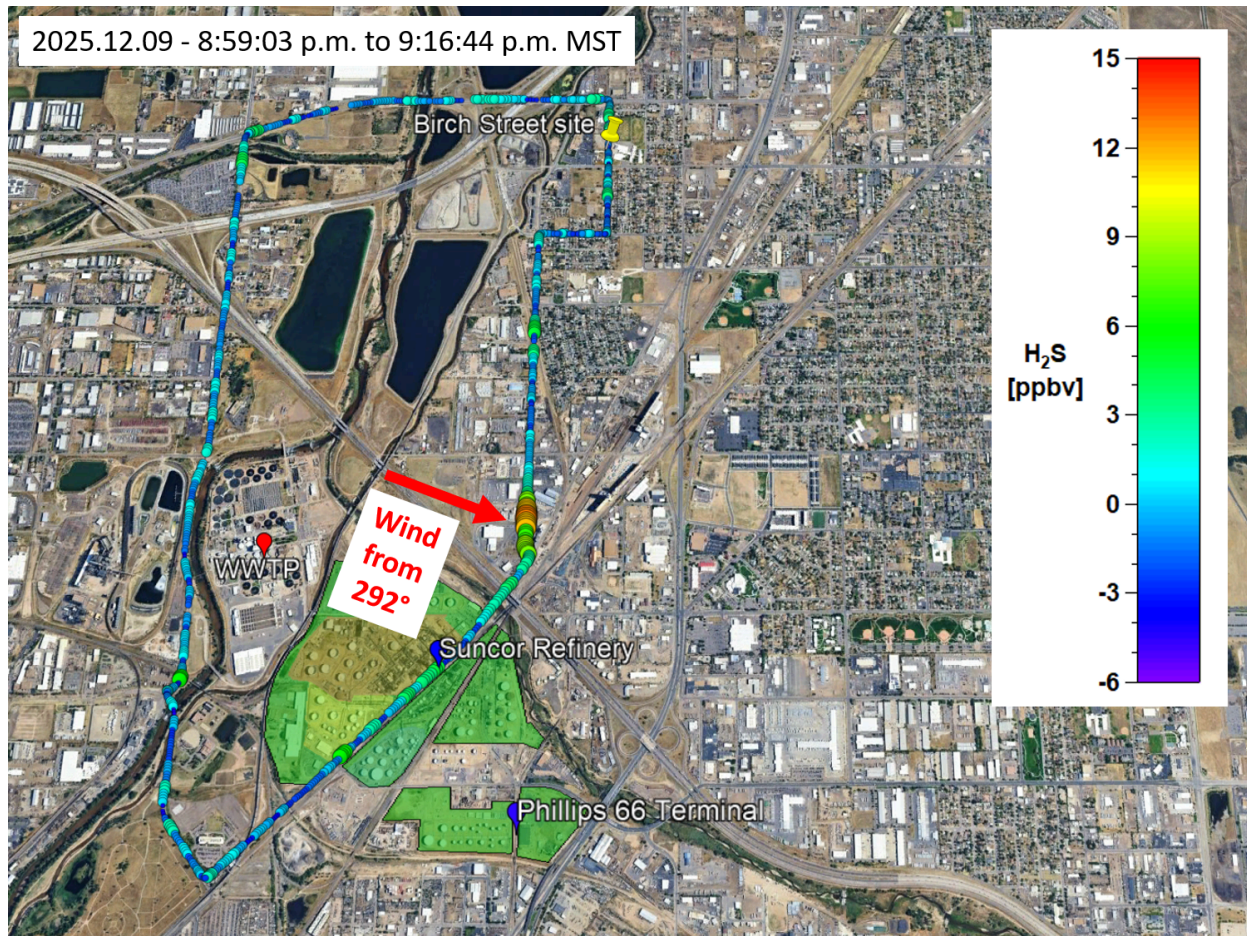 2025.12.09 - 8:59:03 p.m. to 9:16:44 p.m. MST
Birch Street site
15
12
9
6
3
0
-3
-6
H₂S
[ppbv]
Wind
from
292°
WWTP
Suncor Refinery
Phillips 66 Terminal